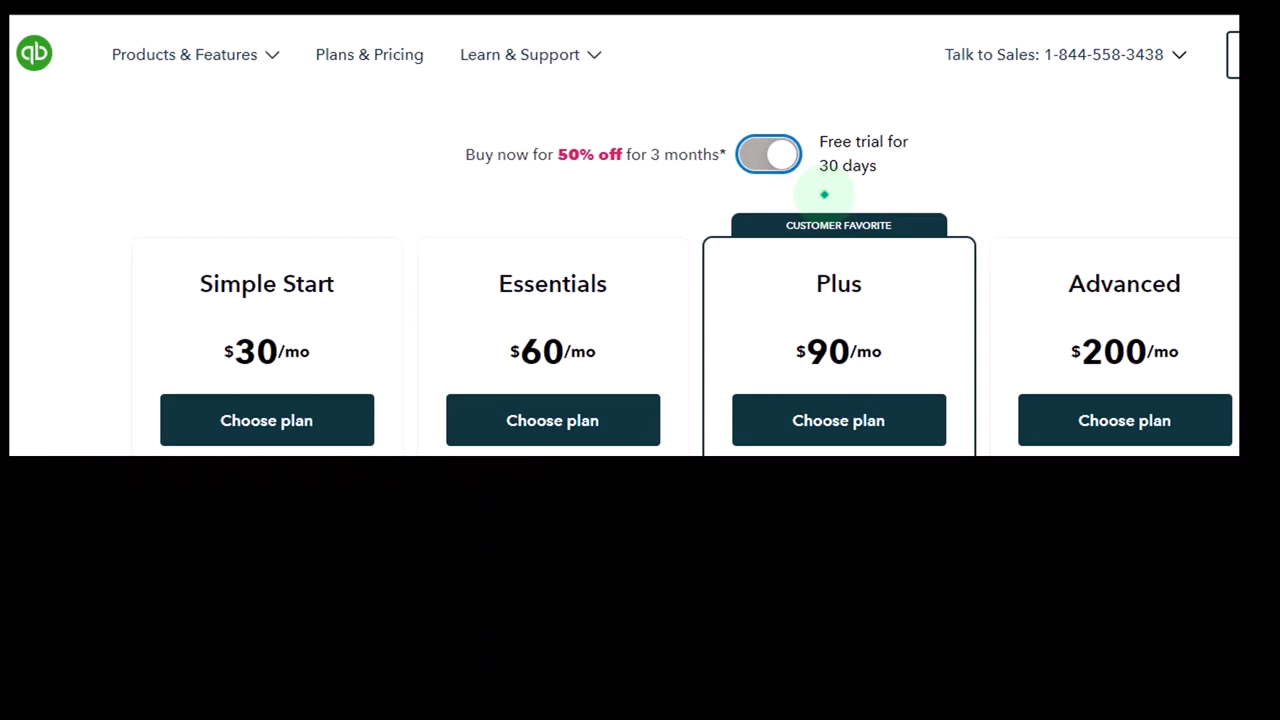 qb
Products & Features
Plans & Pricing
Learn & Support
Talk to Sales: 1-844-558-3438
Buy now for 50% off for 3 months*
Free trial for
30 days
CUSTOMER FAVORITE
Simple Start
Essentials
Plus
Advanced
$30/mo
$60/mo
$90/mo
$200/mo
Choose plan
Choose plan
Choose plan
Choose plan